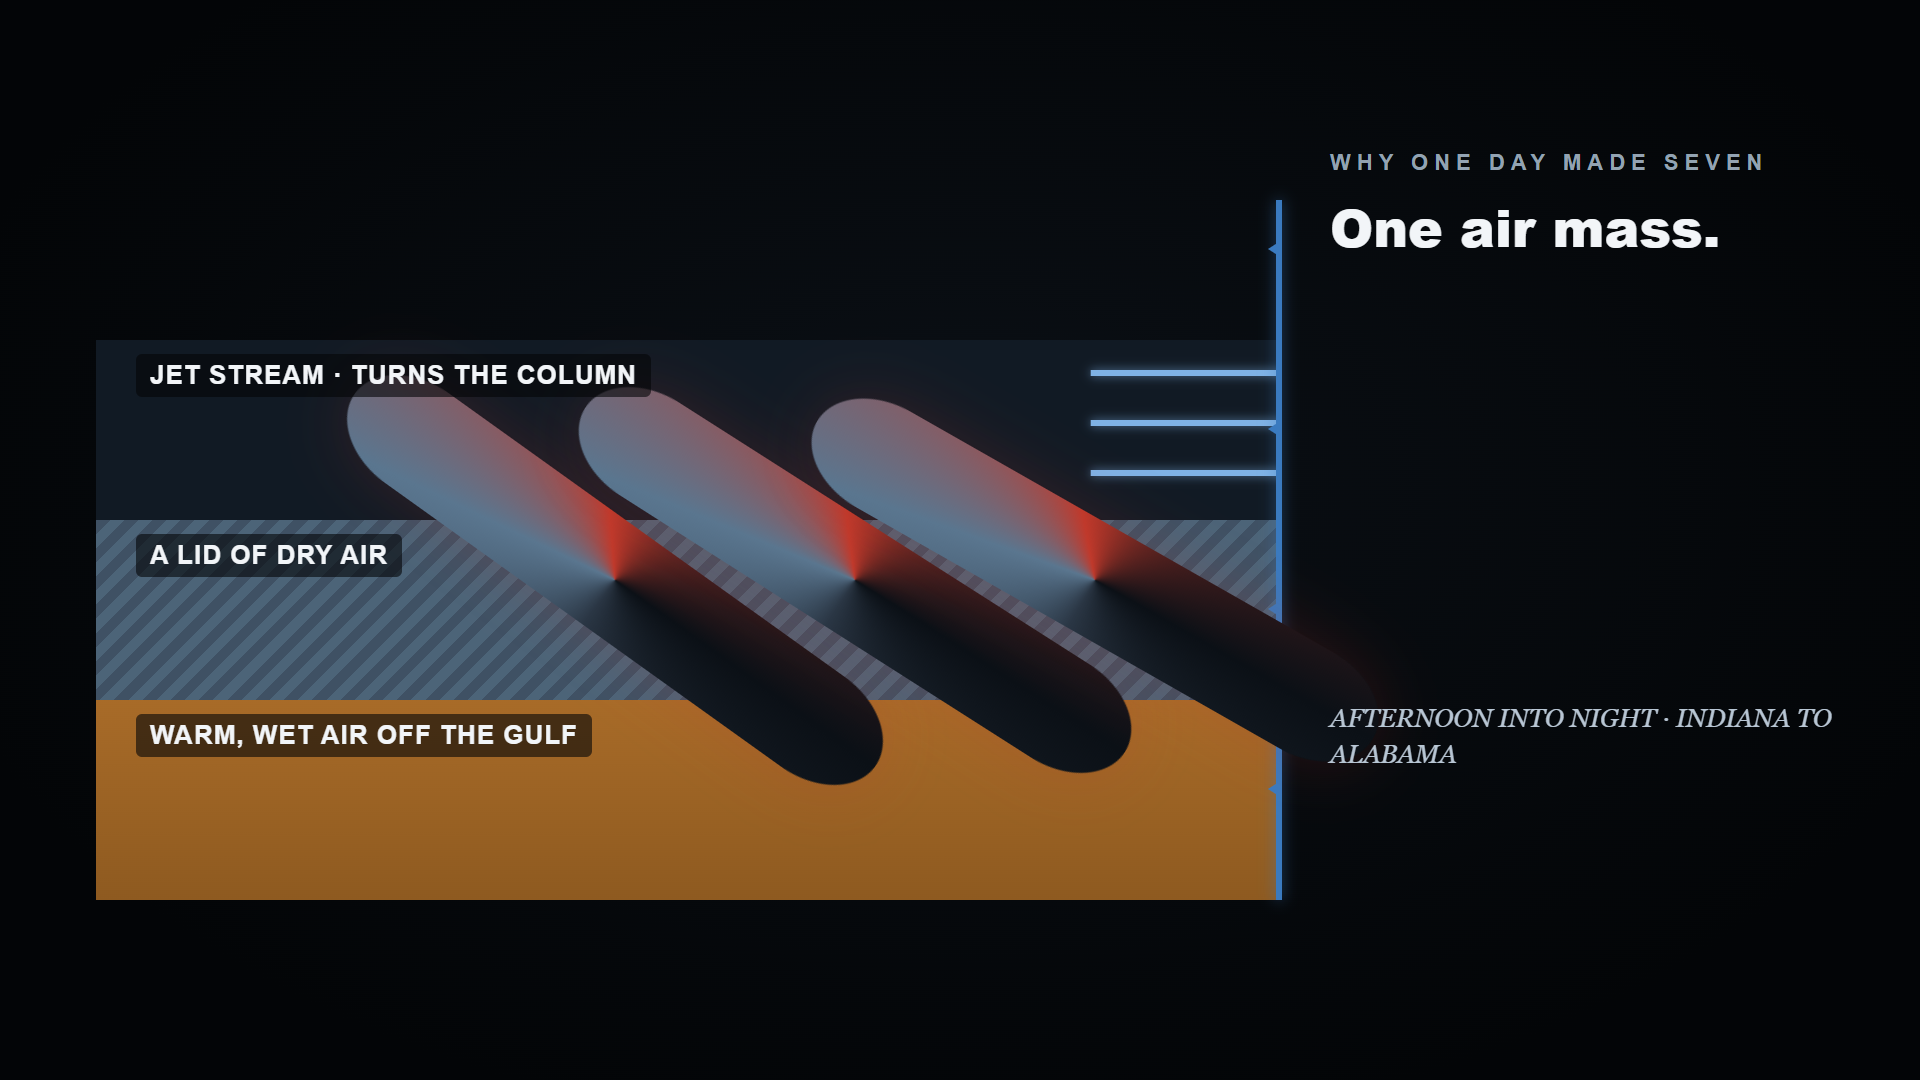 WHY ONE DAY MADE SEVEN
One air mass.
JET STREAM · TURNS THE COLUMN
A LID OF DRY AIR
WARM, WET AIR OFF THE GULF
AFTERNOON INTO NIGHT · INDIANA TO
ALABAMA